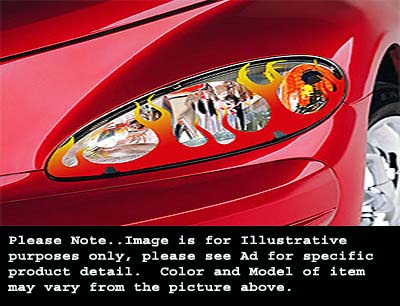 Please Note..Image is for Illustrative
purposes only, please see Ad for specific
product detail.  Color and Model of item
may vary from the picture above.